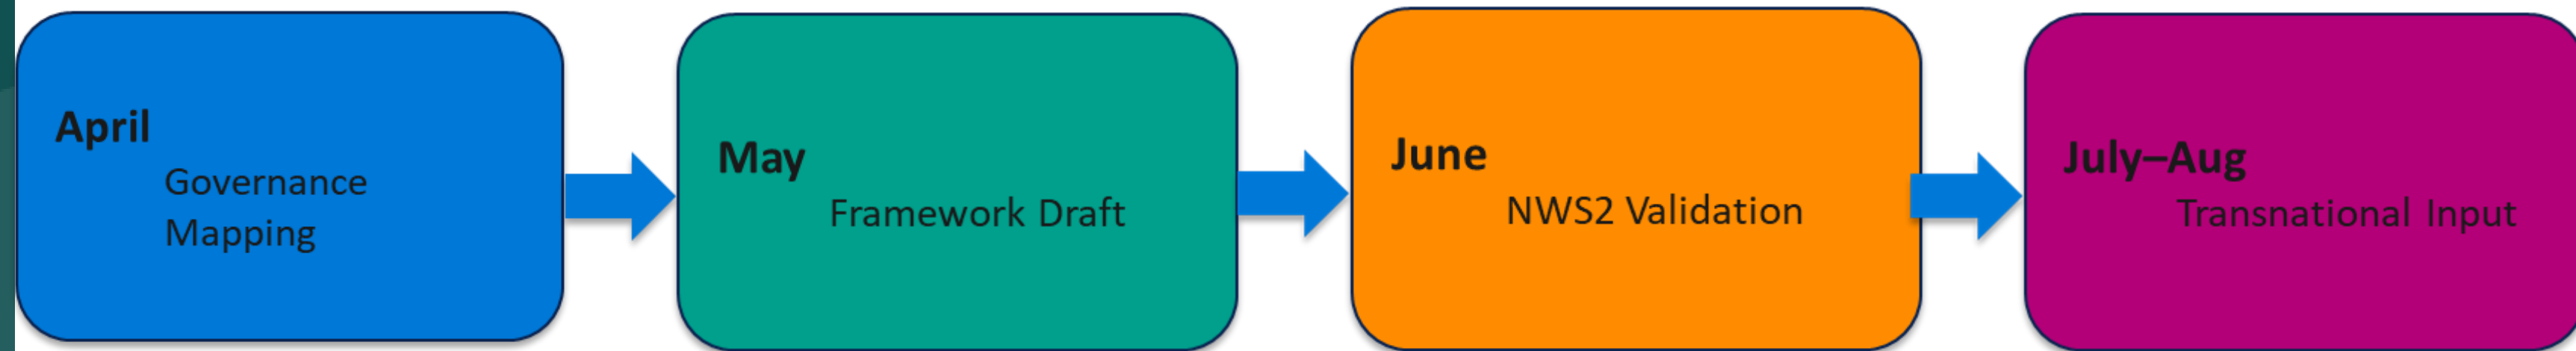 April
Governance
Mapping
May
Framework Draft
June
NWS2 Validation
July–Aug
Transnational Input